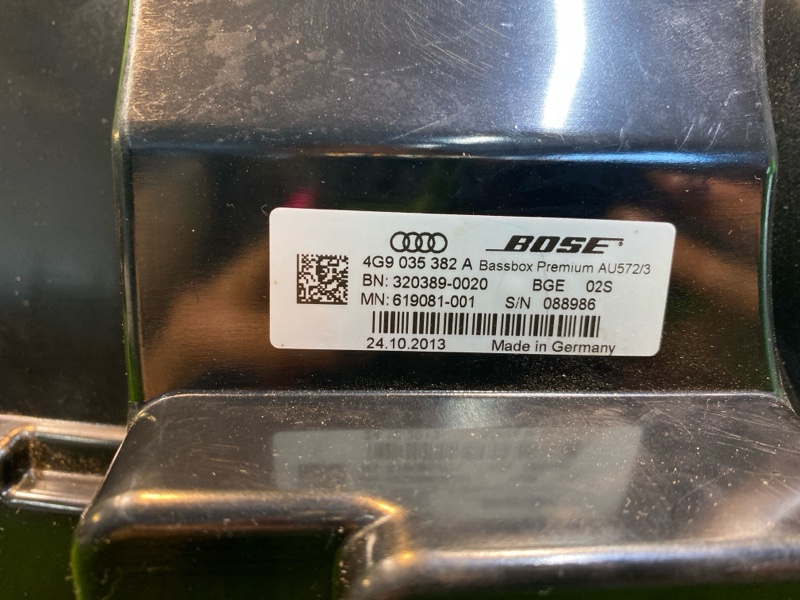 BOSE
4G9 035 382 A Bassbox Premium AU572/3
BN: 320389-0020 BGE 02S
MN: 619081-001 S/N 088986
24.10.2013 Made in Germany